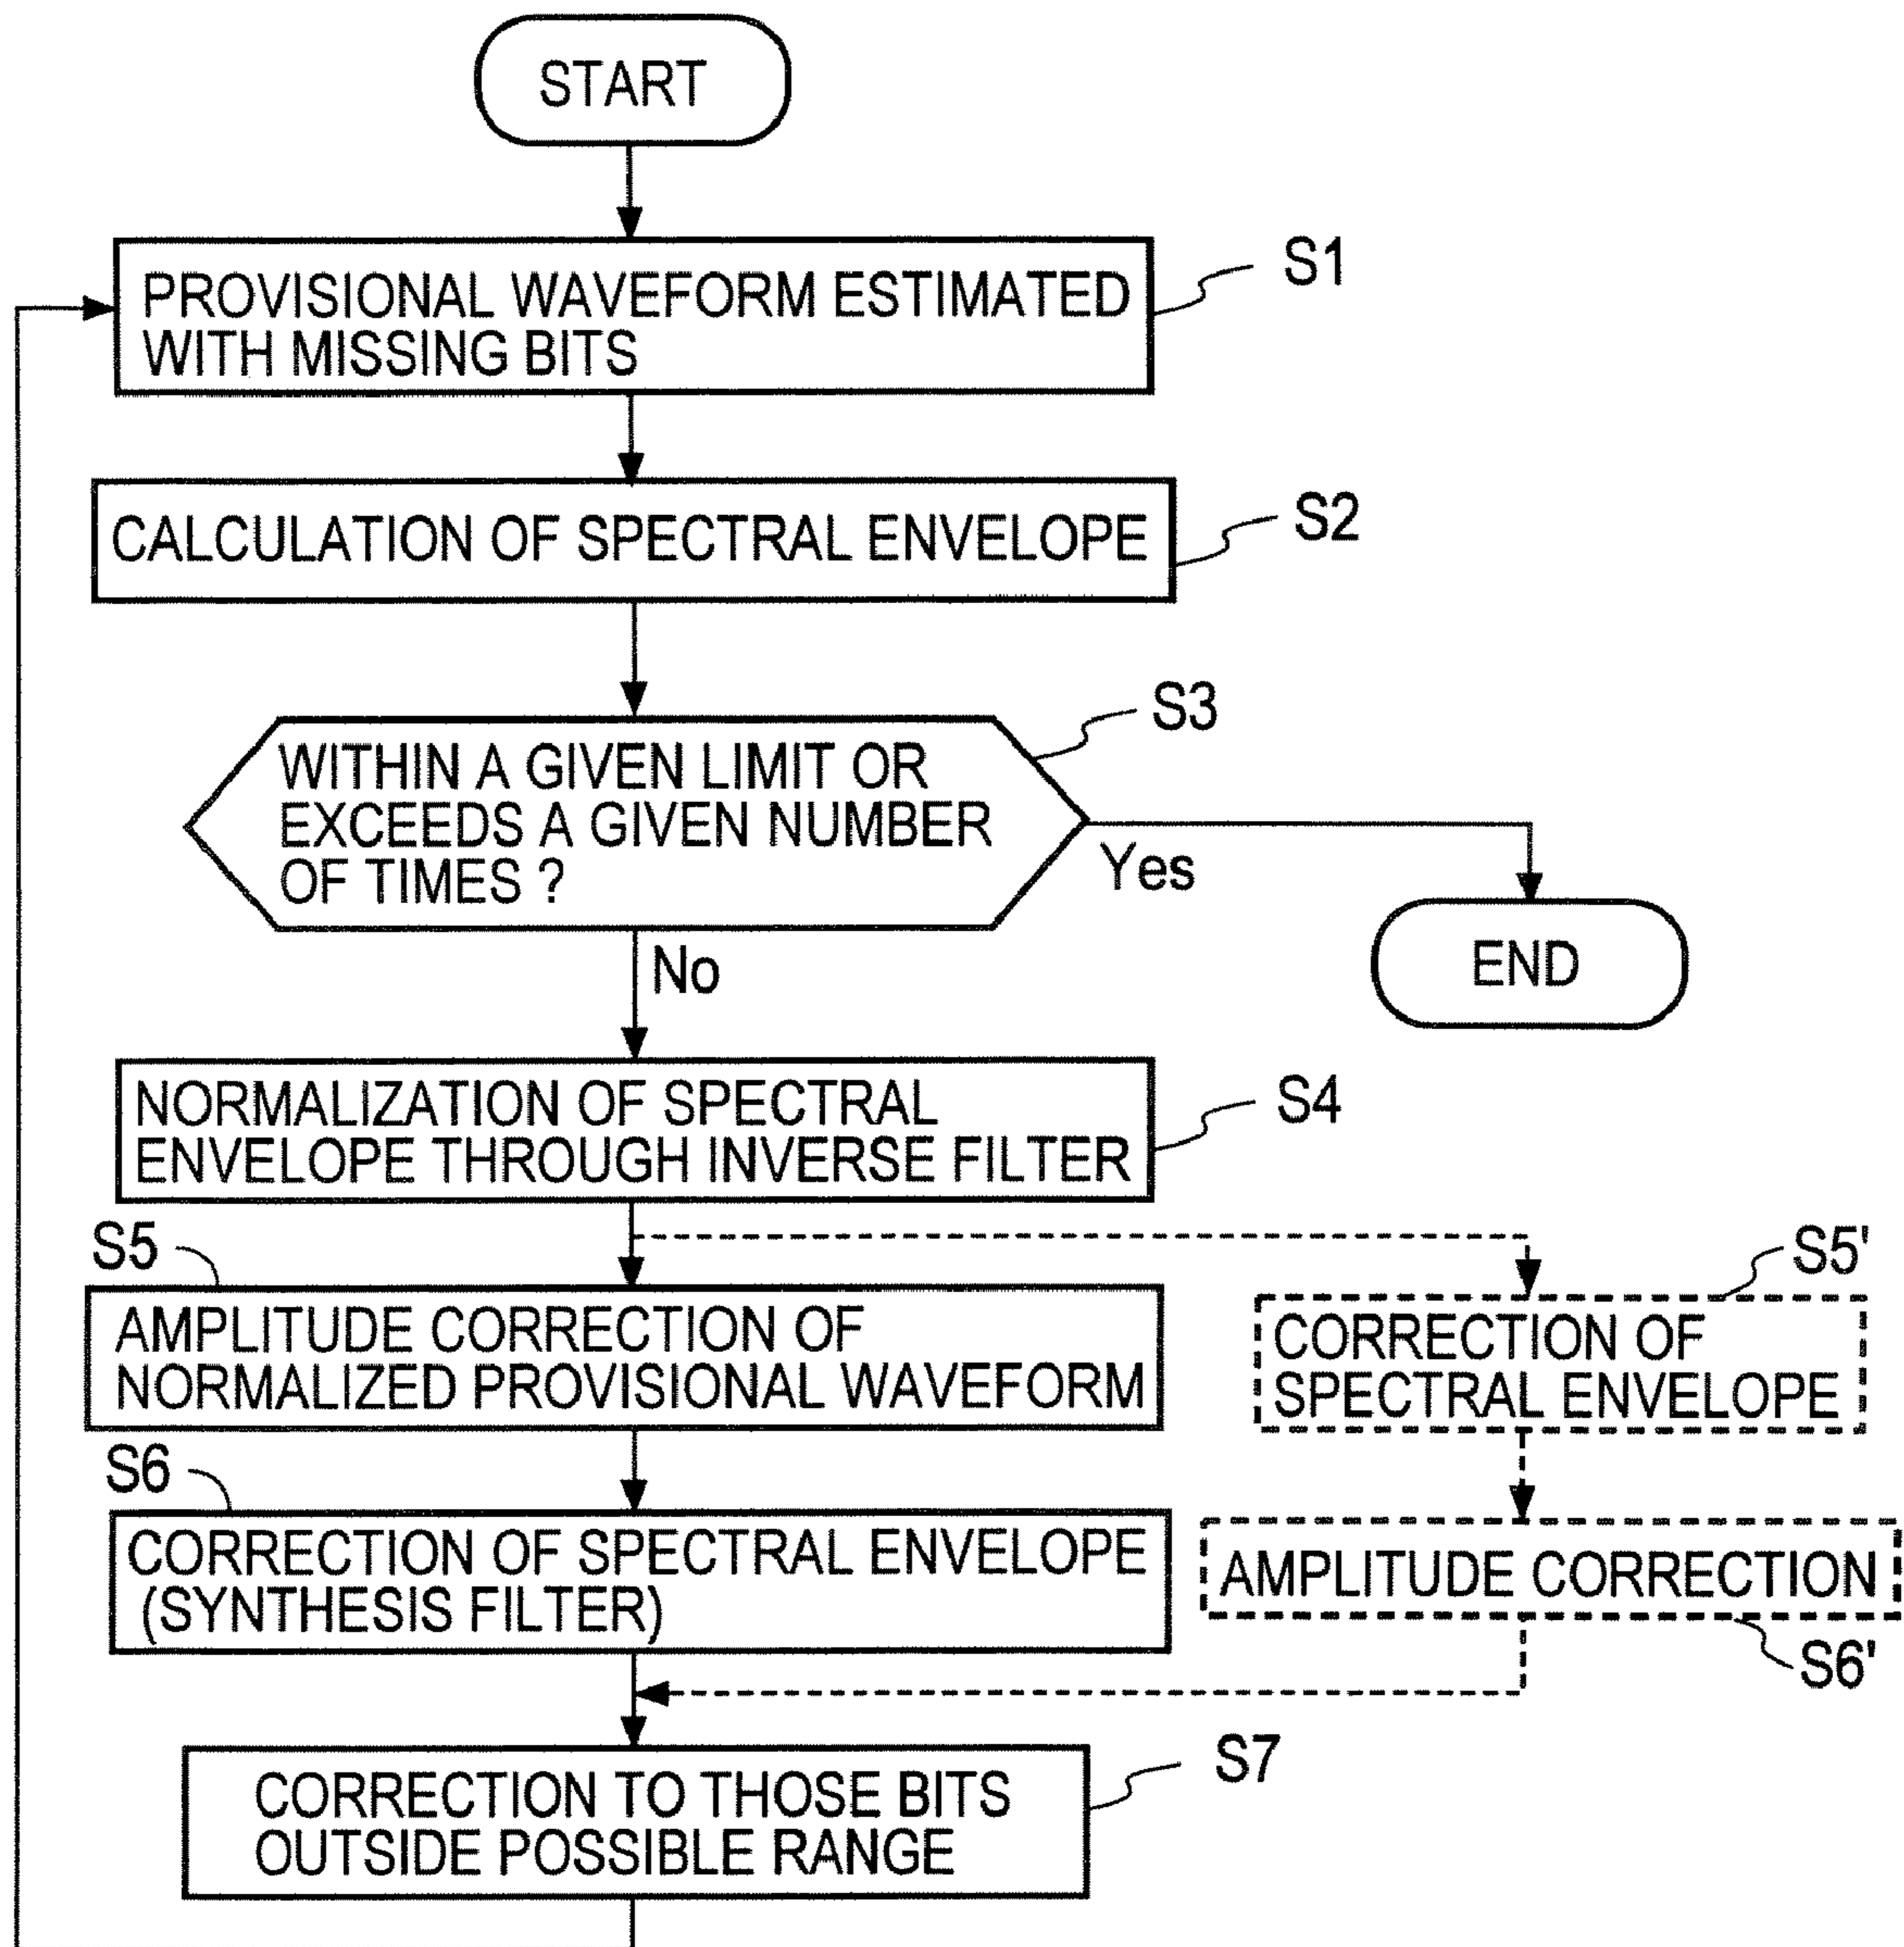 START
S1
PROVISIONAL WAVEFORM ESTIMATED
WITH MISSING BITS
S2
CALCULATION OF SPECTRAL ENVELOPE
S3
WITHIN A GIVEN LIMIT OR
EXCEEDS A GIVEN NUMBER
OF TIMES ?
Yes
END
No
S4
NORMALIZATION OF SPECTRAL
ENVELOPE THROUGH INVERSE FILTER
S5
AMPLITUDE CORRECTION OF
NORMALIZED PROVISIONAL WAVEFORM
S5'
CORRECTION OF
SPECTRAL ENVELOPE
S6
CORRECTION OF SPECTRAL ENVELOPE
(SYNTHESIS FILTER)
AMPLITUDE CORRECTION
S6'
S7
CORRECTION TO THOSE BITS
OUTSIDE POSSIBLE RANGE